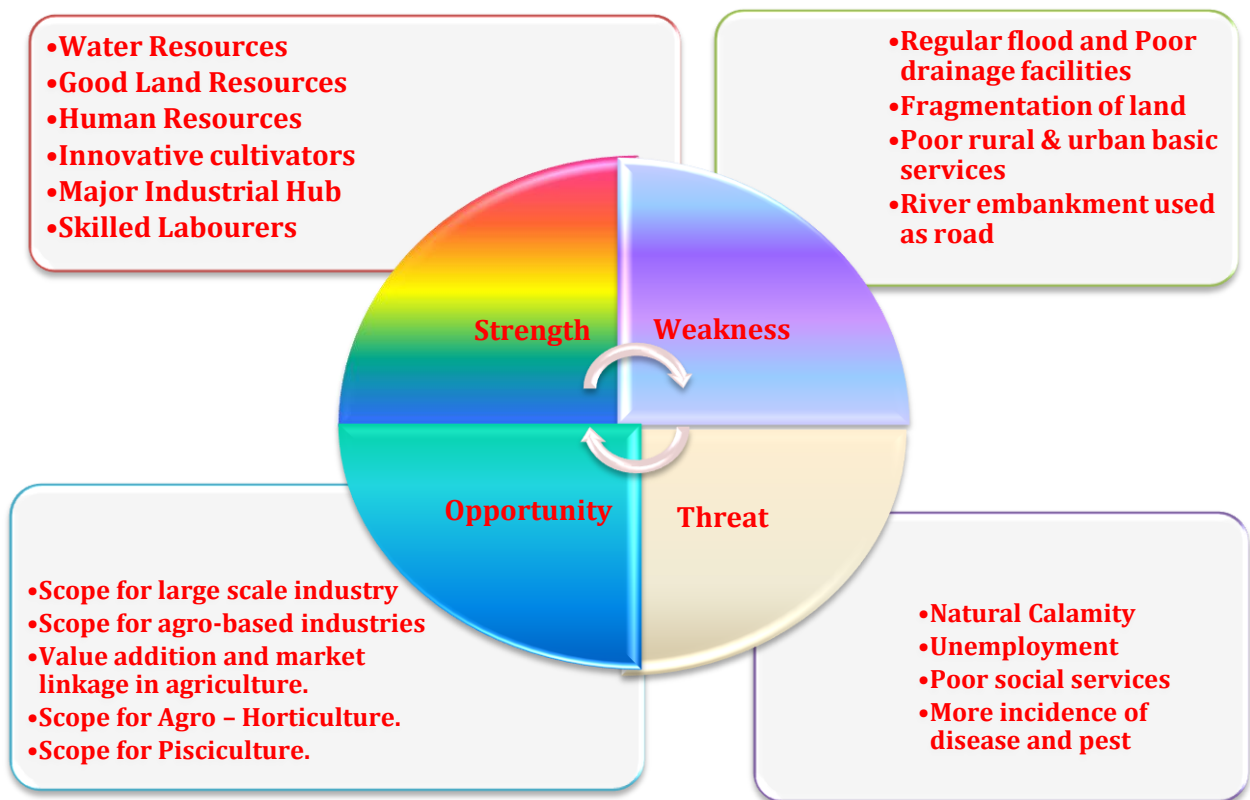 •Water Resources
•Good Land Resources
•Human Resources
•Innovative cultivators
•Major Industrial Hub
•Skilled Labourers
•Regular flood and Poor
drainage facilities
•Fragmentation of land
•Poor rural & urban basic
services
•River embankment used
as road
Strength
Weakness
Opportunity
Threat
•Scope for large scale industry
•Scope for agro-based industries
•Value addition and market
linkage in agriculture.
•Scope for Agro – Horticulture.
•Scope for Pisciculture.
•Natural Calamity
•Unemployment
•Poor social services
•More incidence of
disease and pest